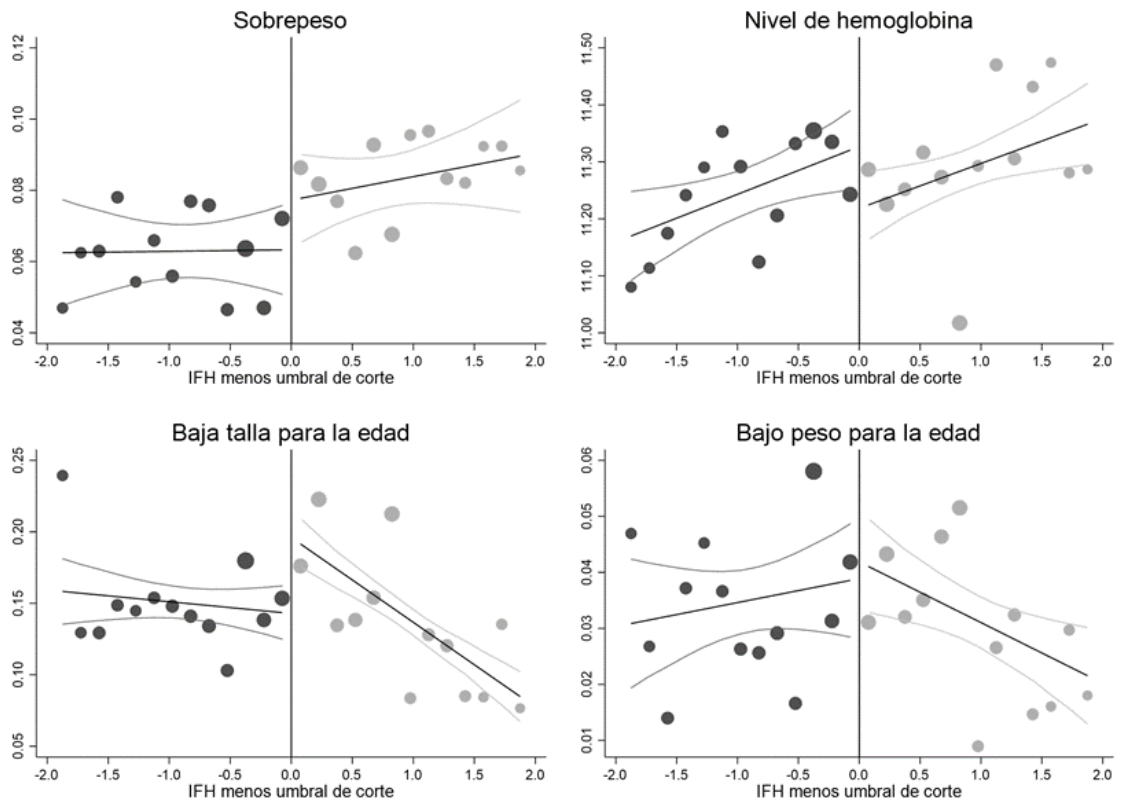 Sobrepeso
0.12
0.10
0.08
0.06
0.04
-2.0 -1.5 -1.0 -0.5 0.0 0.5 1.0 1.5 2.0
IFH menos umbral de corte
Nivel de hemoglobina
11.50
11.40
11.30
11.20
11.10
11.00
-2.0 -1.5 -1.0 -0.5 0.0 0.5 1.0 1.5 2.0
IFH menos umbral de corte
Baja talla para la edad
0.25
0.20
0.15
0.10
0.05
-2.0 -1.5 -1.0 -0.5 0.0 0.5 1.0 1.5 2.0
IFH menos umbral de corte
Bajo peso para la edad
0.06
0.05
0.04
0.03
0.02
0.01
-2.0 -1.5 -1.0 -0.5 0.0 0.5 1.0 1.5 2.0
IFH menos umbral de corte